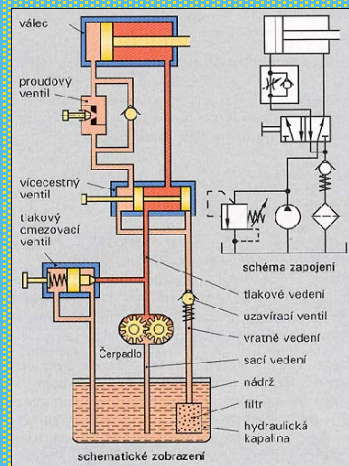 válec
proudový
ventil
vícecestný
ventil
tlakový
omezovací
ventil
Čerpadlo
schéma zapojení
tlakové vedení
uzavírací ventil
vratné vedení
sací vedení
nádrž
filtr
hydraulická
kapalina
schematické zobrazení